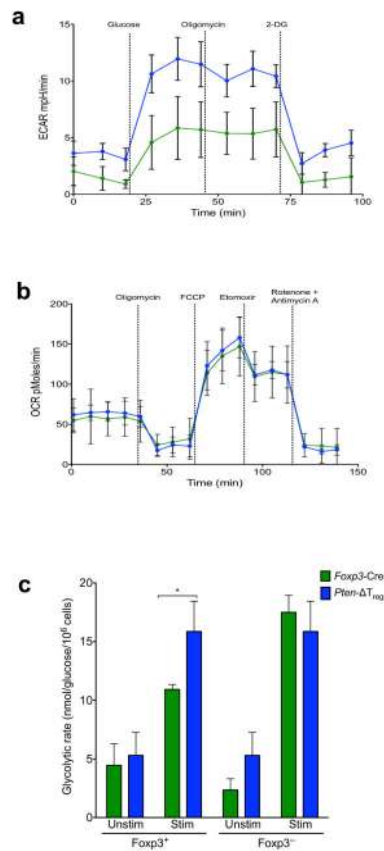 a
Glucose Oligomycin 2-DG
15
10
5
0
ECAR mpH/min
0 25 50 75 100
Time (min)
b
Oligomycin FCCP Etomoxir Rotenone +
Antimycin A
200
150
100
50
0
OCR pMoles/min
0 50 100 150
Time (min)
c
Foxp3-Cre
Pten-ΔTreg
20
15
10
5
0
Glycolytic rate (nmol/glucose/10⁶ cells)
*
Unstim Stim Unstim Stim
Foxp3⁺ Foxp3⁻